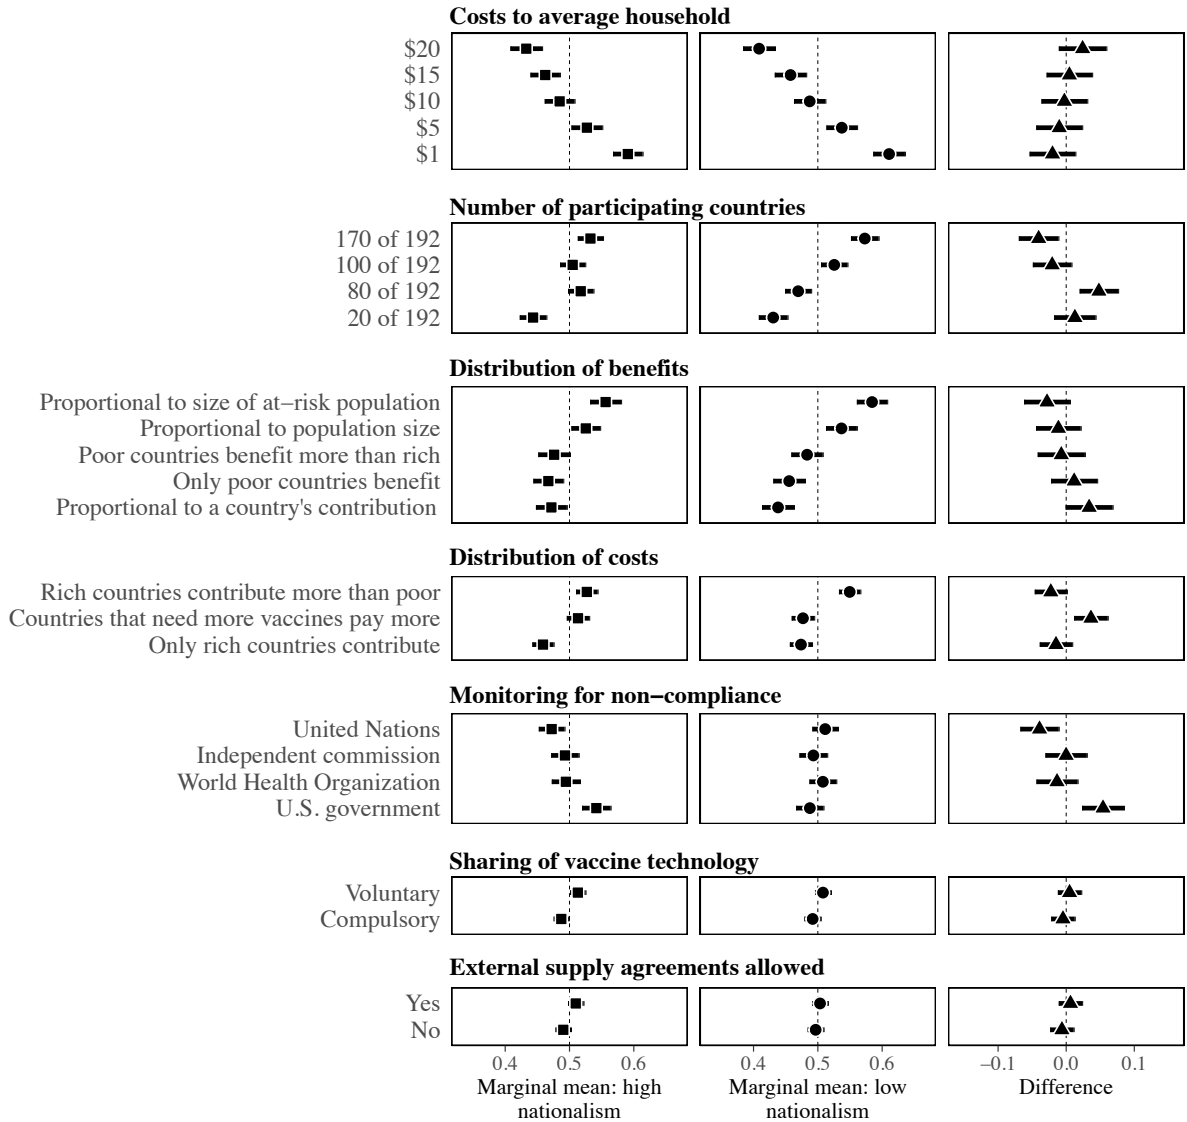 Costs to average household
$20
$15
$10
$5
$1
Number of participating countries
170 of 192
100 of 192
80 of 192
20 of 192
Distribution of benefits
Proportional to size of at−risk population
Proportional to population size
Poor countries benefit more than rich
Only poor countries benefit
Proportional to a country's contribution
Distribution of costs
Rich countries contribute more than poor
Countries that need more vaccines pay more
Only rich countries contribute
Monitoring for non−compliance
United Nations
Independent commission
World Health Organization
U.S. government
Sharing of vaccine technology
Voluntary
Compulsory
External supply agreements allowed
Yes
No
0.4 0.5 0.6 0.4 0.5 0.6 −0.1 0.0 0.1
Marginal mean: high
nationalism
Marginal mean: low
nationalism
Difference